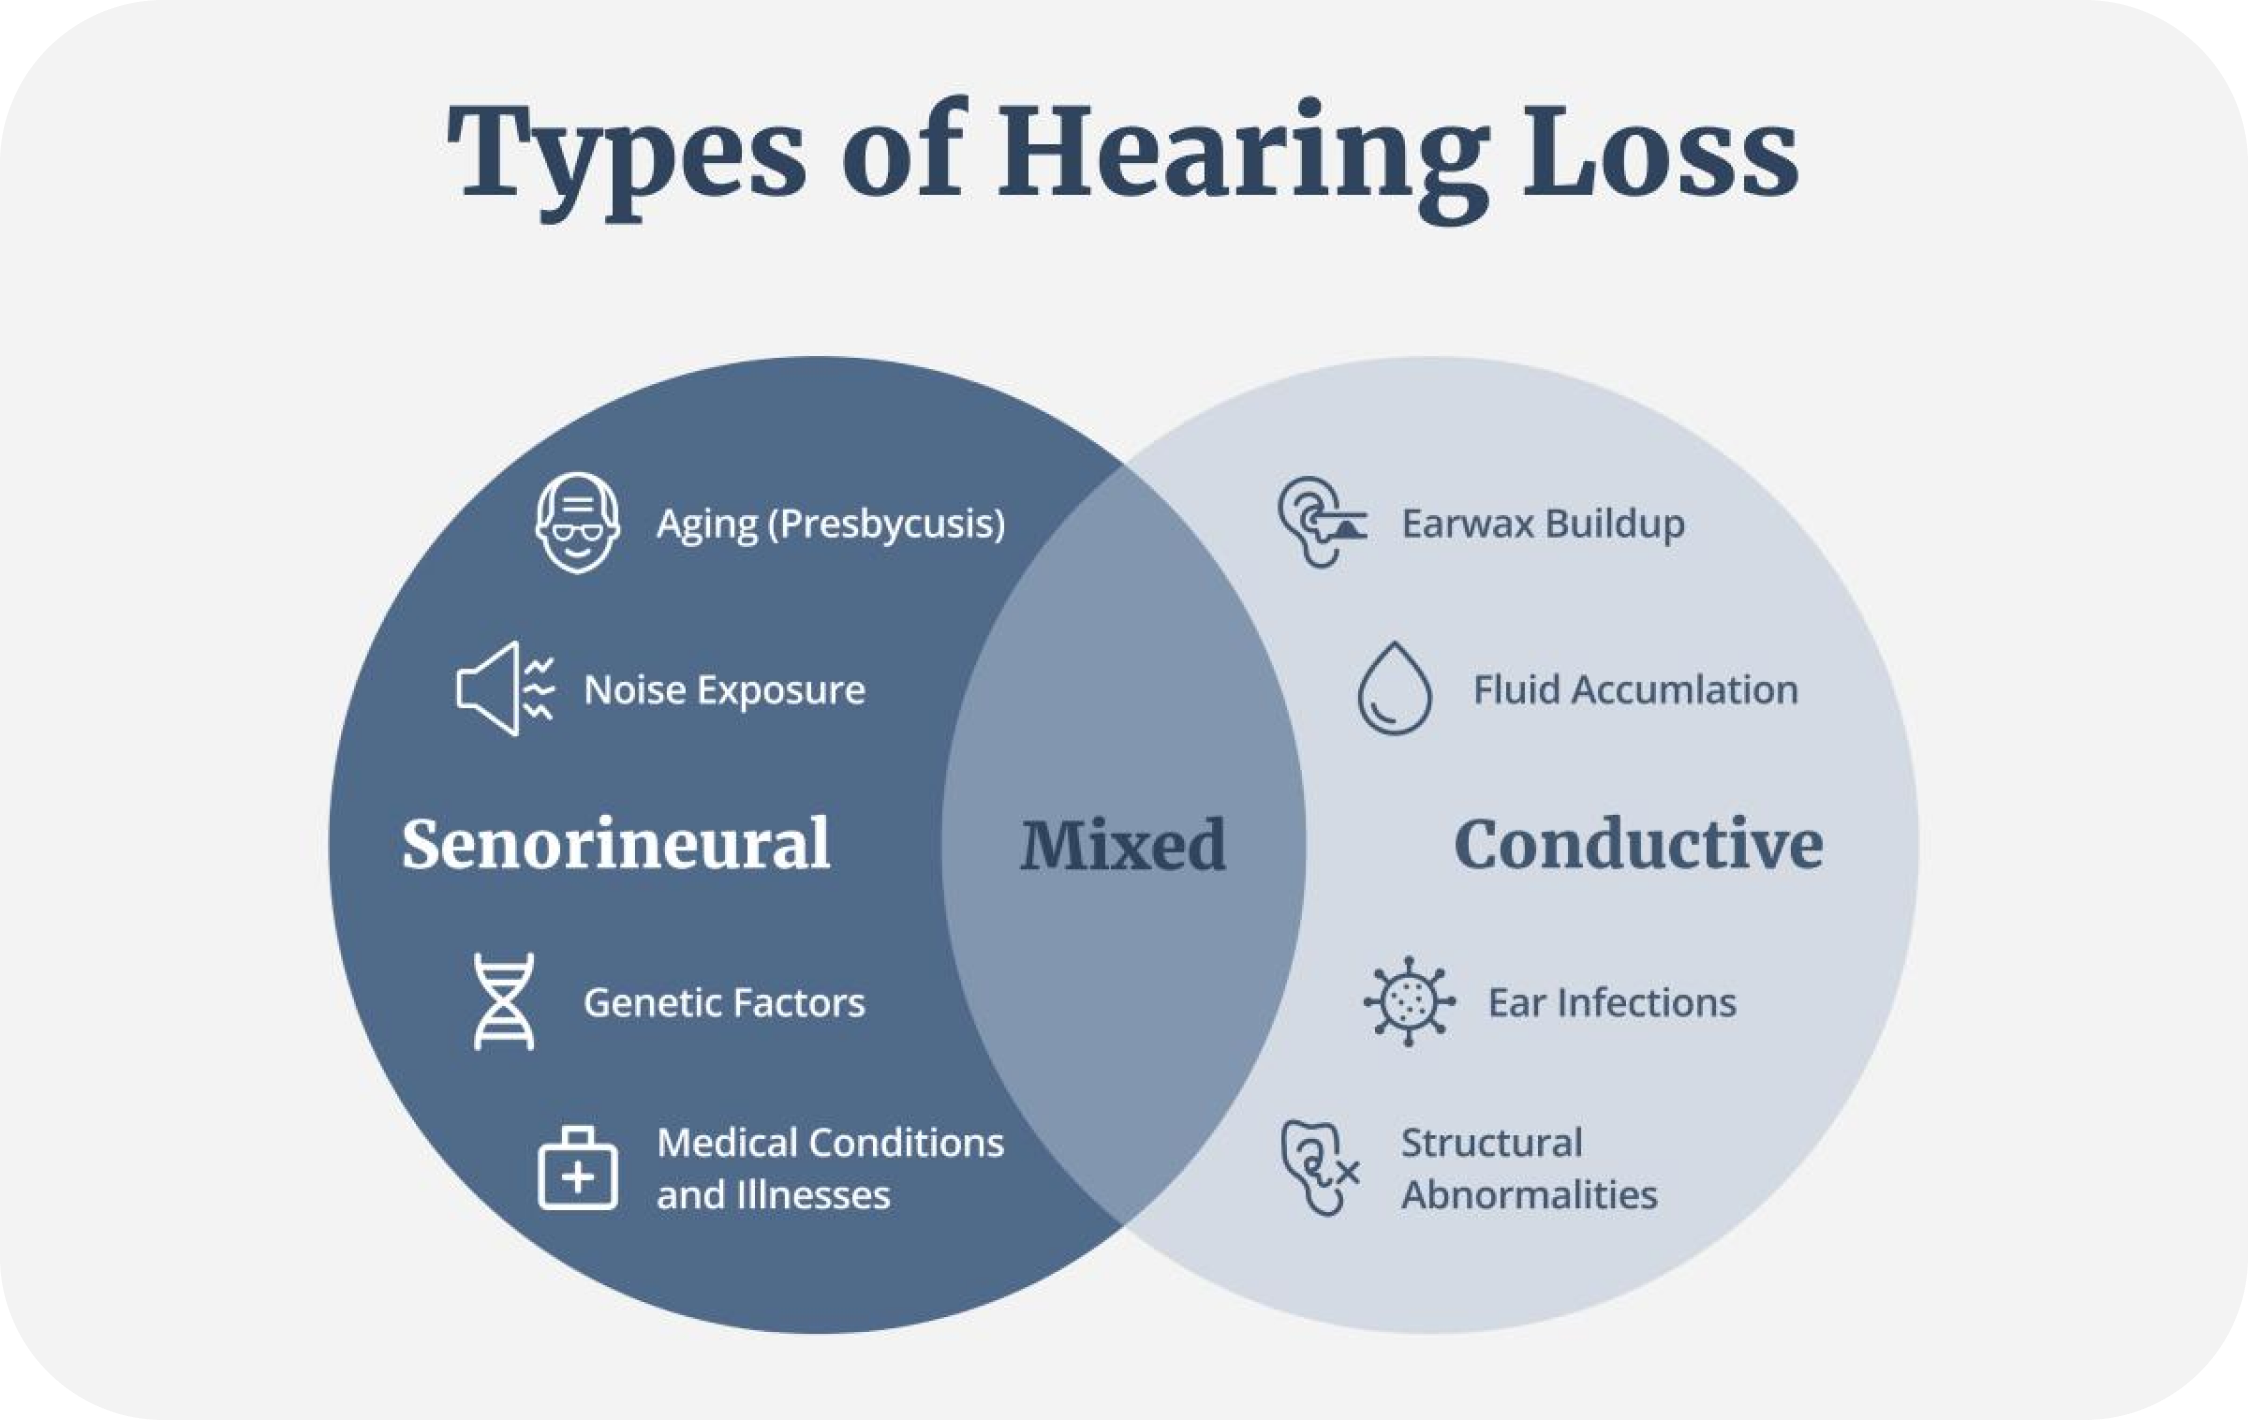 Types of Hearing Loss
Aging (Presbycusis)
Noise Exposure
Senorineural
Genetic Factors
Medical Conditions
and Illnesses
Mixed
Earwax Buildup
Fluid Accumlation
Conductive
Ear Infections
Structural
Abnormalities